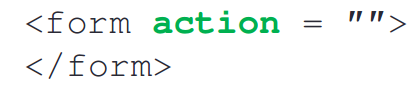 <form action = "">
</form>